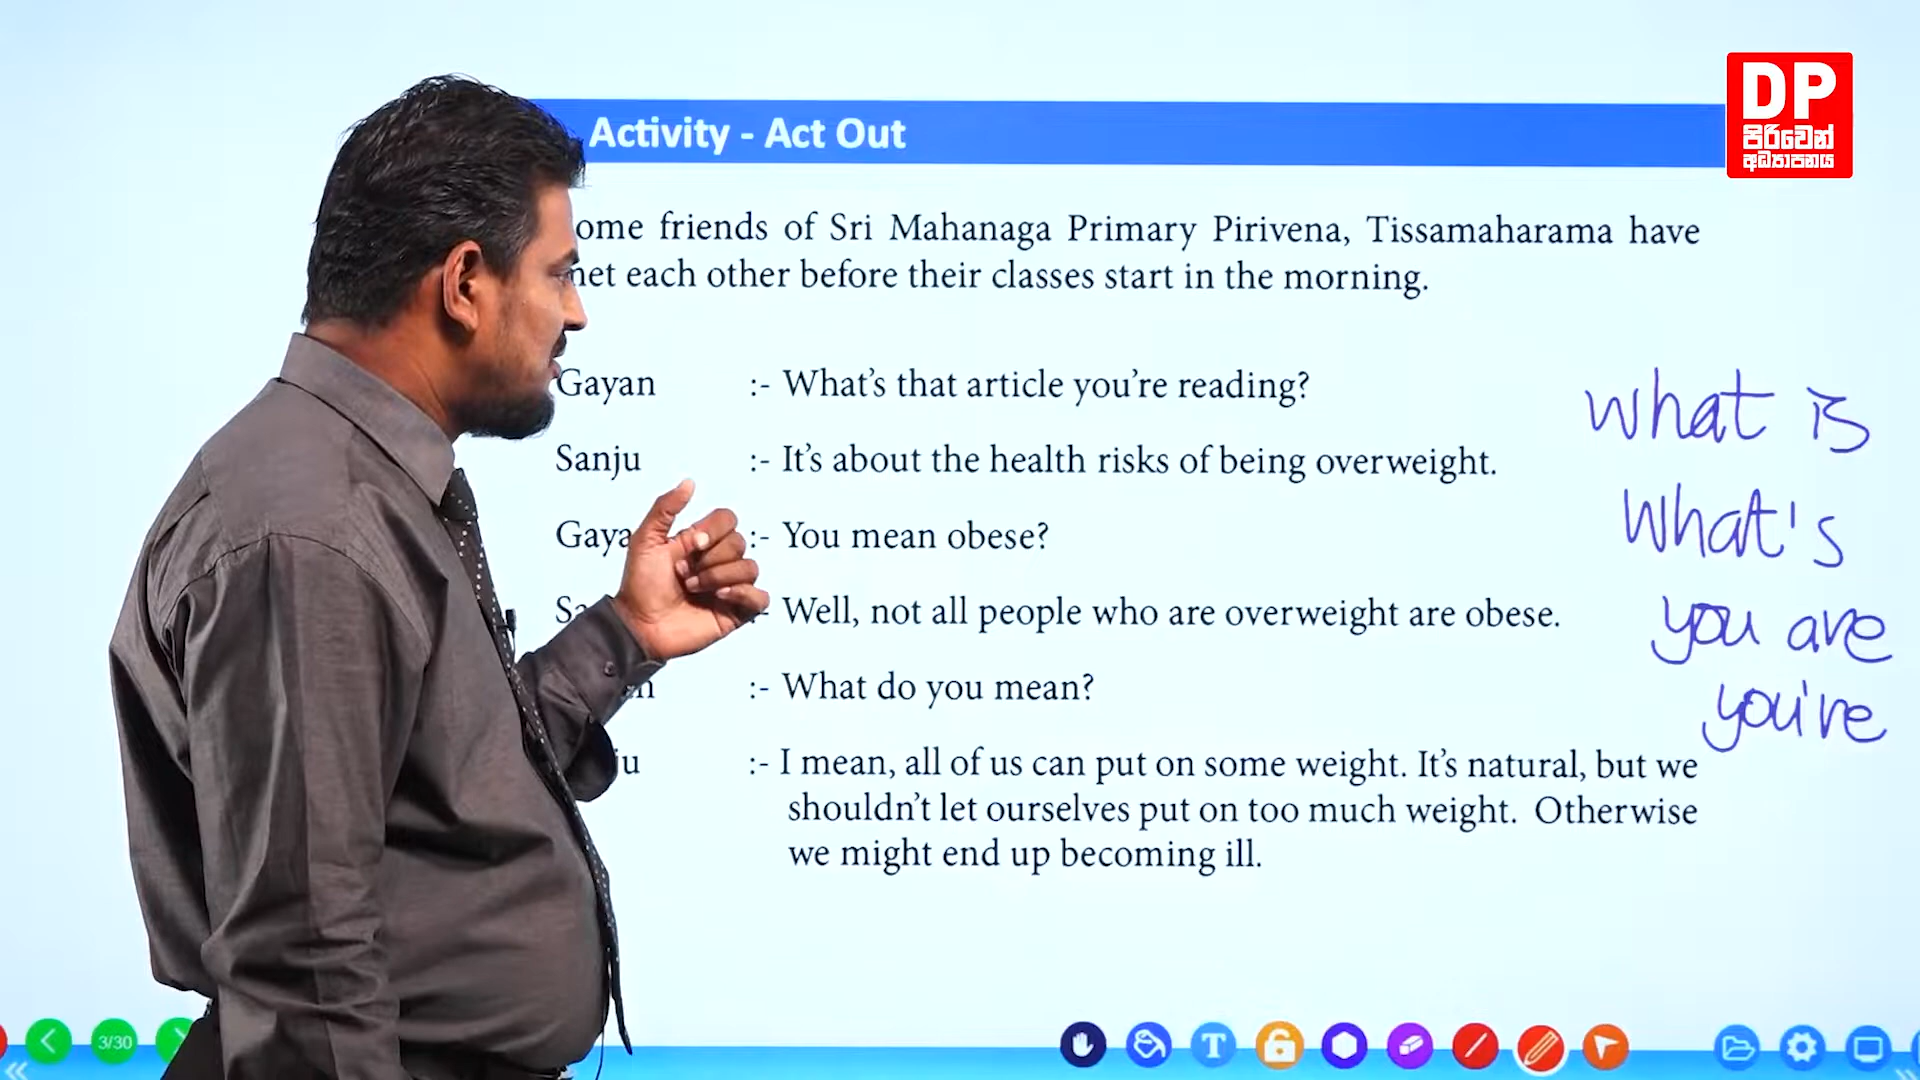 DP
පිරිවෙන්
අධ්‍යාපනය
Activity - Act Out
ome friends of Sri Mahanaga Primary Pirivena, Tissamaharama have
net each other before their classes start in the morning.
Gayan :- What's that article you're reading?
Sanju :- It's about the health risks of being overweight.
Gaya :- You mean obese?
Sa :- Well, not all people who are overweight are obese.
n :- What do you mean?
ju :- I mean, all of us can put on some weight. It's natural, but we
shouldn't let ourselves put on too much weight. Otherwise
we might end up becoming ill.
what is
What's
you are
you're
3/30
T